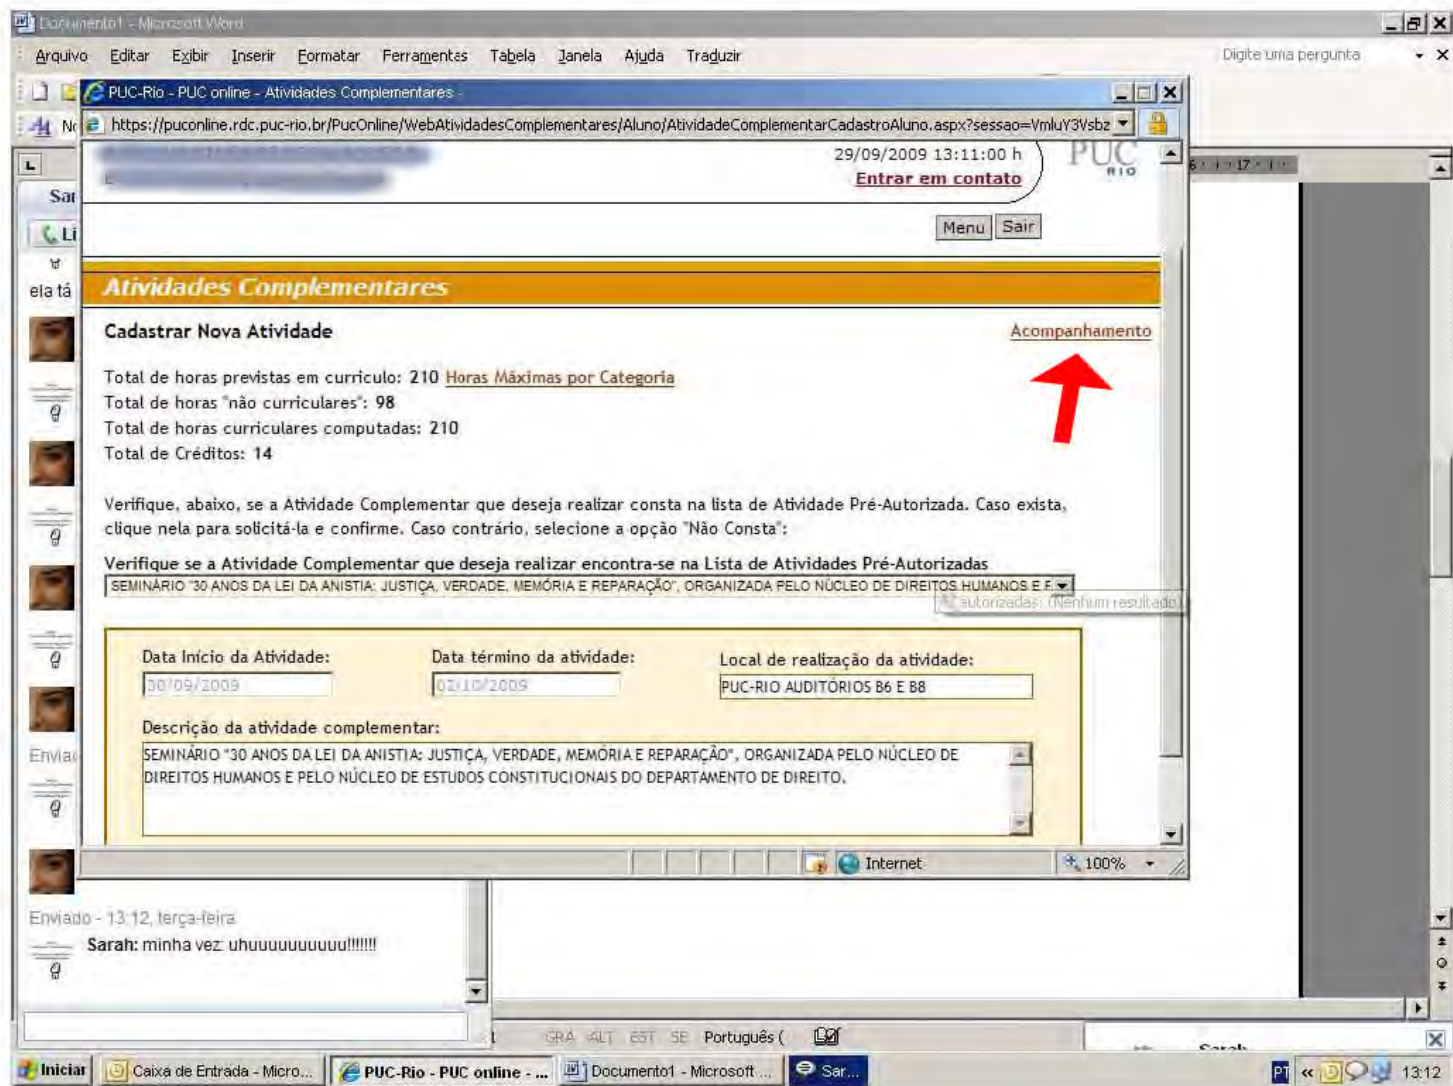 Documento1 - Microsoft Word
Arquivo Editar Exibir Inserir Formatar Ferramentas Tabela Janela Ajuda Traduzir
Digite uma pergunta
PUC-Rio - PUC online - Atividades Complementares -
https://puconline.rdc.puc-rio.br/PucOnline/WebAtividadesComplementares/Aluno/AtividadeComplementarCadastroAluno.aspx?sessao=VmluY3Vsbz
29/09/2009 13:11:00 h
Entrar em contato
PUC
RIO
17
Menu Sair
ela tá
Atividades Complementares
Cadastrar Nova Atividade
Acompanhamento
Total de horas previstas em curriculo: 210 Horas Máximas por Categoria
Total de horas "não curriculares": 98
Total de horas curriculares computadas: 210
Total de Créditos: 14
Verifique, abaixo, se a Atividade Complementar que deseja realizar consta na lista de Atividade Pré-Autorizada. Caso exista,
clique nela para solicitá-la e confirme. Caso contrário, selecione a opção "Não Consta":
Verifique se a Atividade Complementar que deseja realizar encontra-se na Lista de Atividades Pré-Autorizadas
SEMINÁRIO "30 ANOS DA LEI DA ANISTIA: JUSTIÇA, VERDADE, MEMÓRIA E REPARAÇÃO", ORGANIZADA PELO NÚCLEO DE DIREITOS HUMANOS E
autorizadas: (Nenhum resultado)
Data Início da Atividade: Data término da atividade: Local de realização da atividade:
30/09/2009 02/10/2009 PUC-RIO AUDITÓRIOS B6 E B8
Descrição da atividade complementar:
SEMINÁRIO "30 ANOS DA LEI DA ANISTIA: JUSTIÇA, VERDADE, MEMÓRIA E REPARAÇÃO", ORGANIZADA PELO NÚCLEO DE
DIREITOS HUMANOS E PELO NÚCLEO DE ESTUDOS CONSTITUCIONAIS DO DEPARTAMENTO DE DIREITO.
Internet 100%
Enviado - 13:12, terça-feira
Sarah: minha vez: uhuuuuuuuuuu!!!!!!!
GRA ALT EST SE Português (
Sarah
Iniciar Caixa de Entrada - Micro... PUC-Rio - PUC online - ... Documento1 - Microsoft ... Sar... PT « 13:12